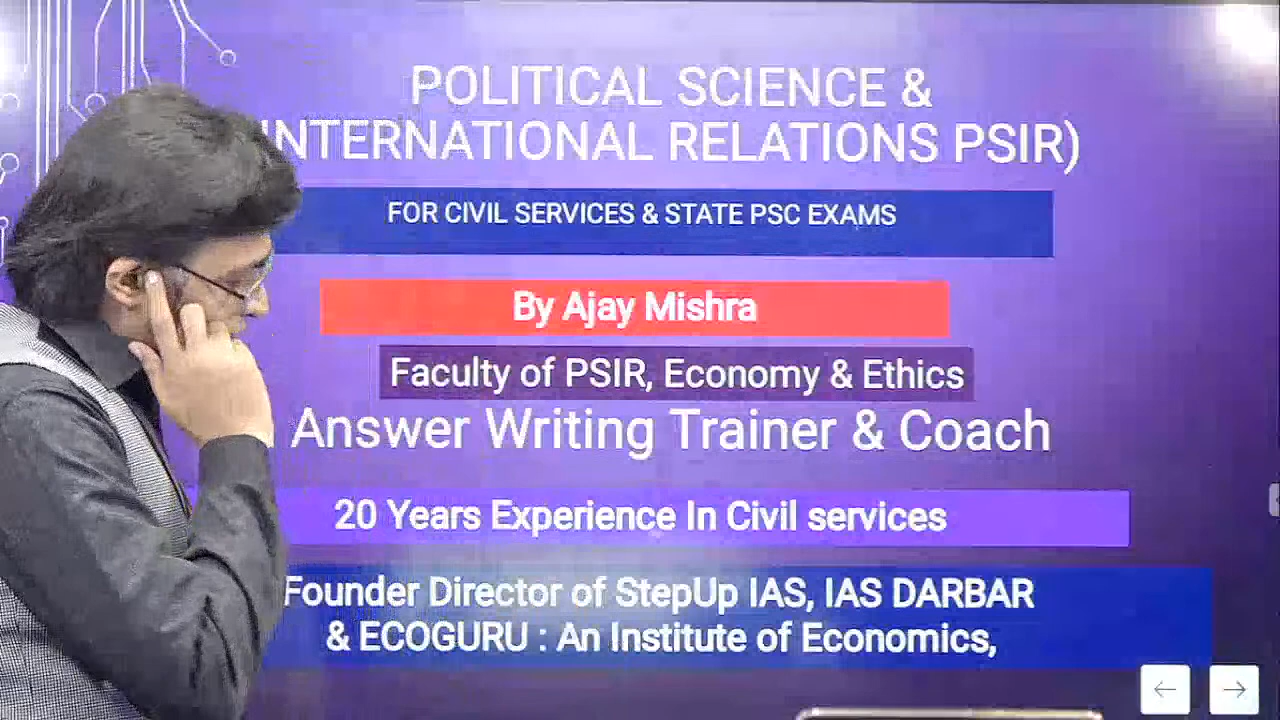 POLITICAL SCIENCE &
INTERNATIONAL RELATIONS PSIR)
FOR CIVIL SERVICES & STATE PSC EXAMS
By Ajay Mishra
Faculty of PSIR, Economy & Ethics
Answer Writing Trainer & Coach
20 Years Experience In Civil services
Founder Director of StepUp IAS, IAS DARBAR
& ECOGURU : An Institute of Economics,